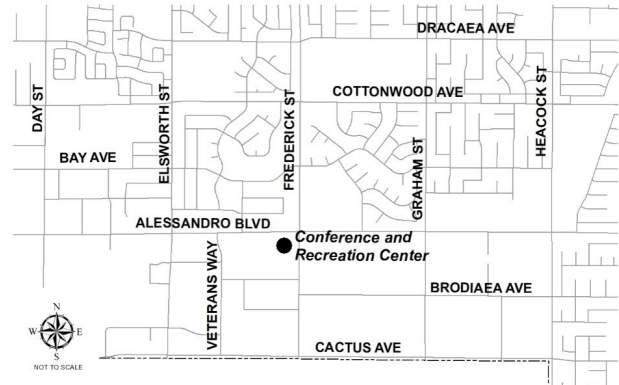 DRACAEA AVE
COTTONWOOD AVE
DAY ST
ELSWORTH ST
FREDERICK ST
HEACOCK ST
BAY AVE
GRAHAM ST
ALESSANDRO BLVD
Conference and
Recreation Center
VETERANS WAY
BRODIAEA AVE
N
W E
S
NOT TO SCALE
CACTUS AVE